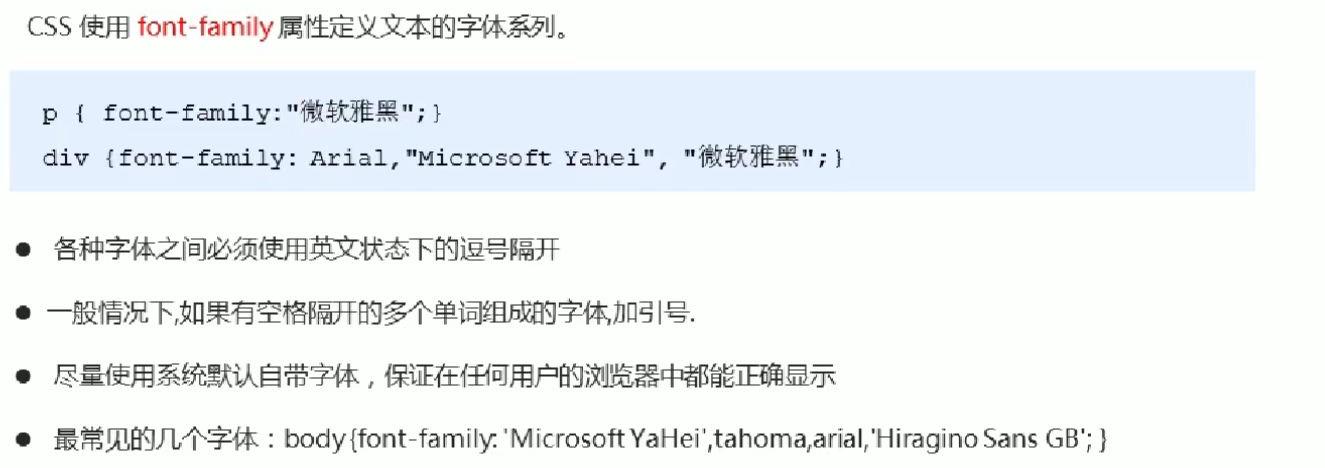 CSS 使用 font-family 属性定义文本的字体系列。
p { font-family:"微软雅黑";}
div {font-family: Arial,"Microsoft Yahei", "微软雅黑";}
● 各种字体之间必须使用英文状态下的逗号隔开
● 一般情况下,如果有空格隔开的多个单词组成的字体,加引号.
● 尽量使用系统默认自带字体，保证在任何用户的浏览器中都能正确显示
● 最常见的几个字体：body{font-family: 'Microsoft YaHei',tahoma,arial,'Hiragino Sans GB'; }